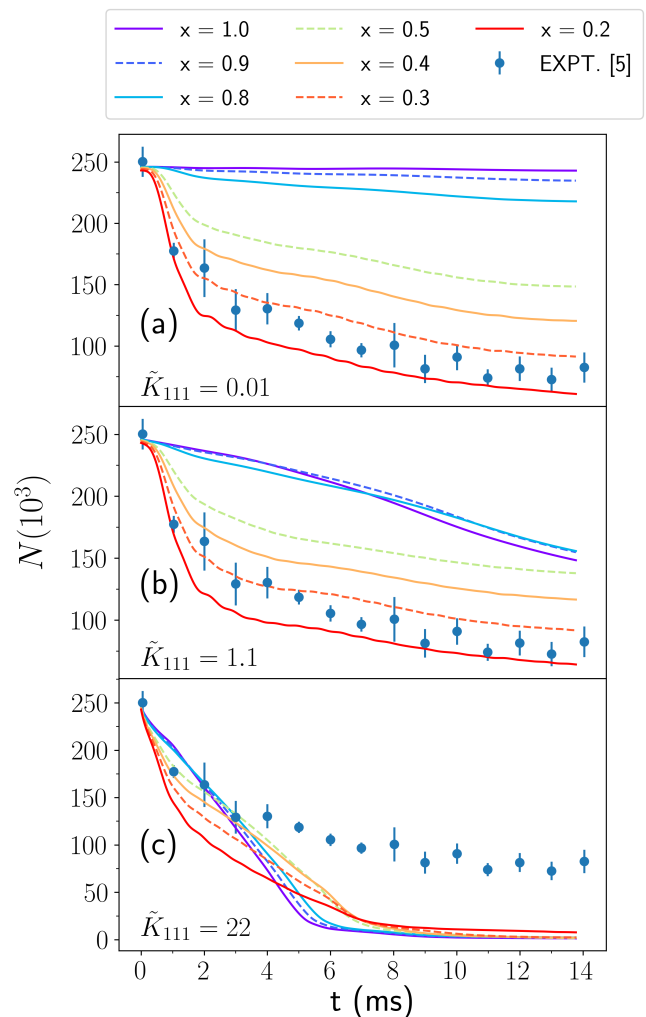 x = 1.0 x = 0.5 x = 0.2
x = 0.9 x = 0.4 EXPT. [5]
x = 0.8 x = 0.3
250
200
150
100
(a)
K̃₁₁₁ = 0.01
250
200
150
100
50
(b)
K̃₁₁₁ = 1.1
N(10³)
250
200
150
100
50
0
(c)
K̃₁₁₁ = 22
0 2 4 6 8 10 12 14
t (ms)